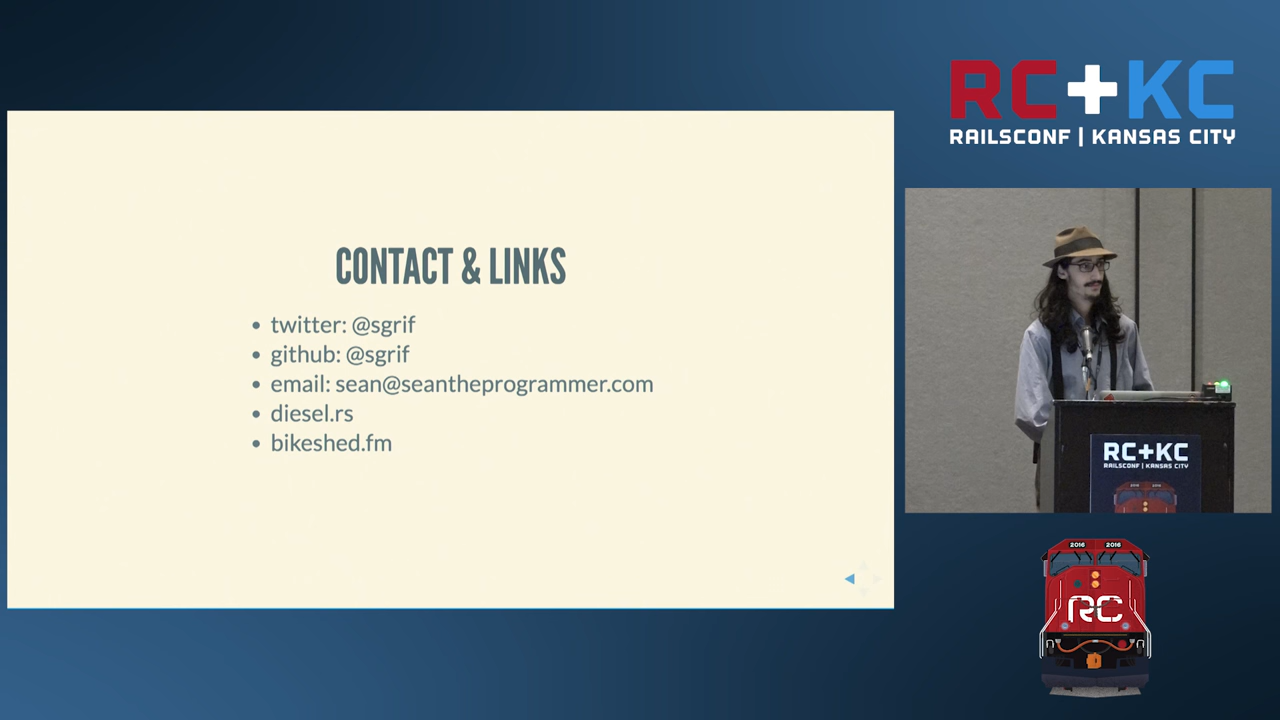 RC+KC
RAILSCONF | KANSAS CITY
CONTACT & LINKS
twitter: @sgrif
github: @sgrif
email: sean@seantheprogrammer.com
diesel.rs
bikeshed.fm
RC+KC
RAILSCONF | KANSAS CITY
2016 2016
RC